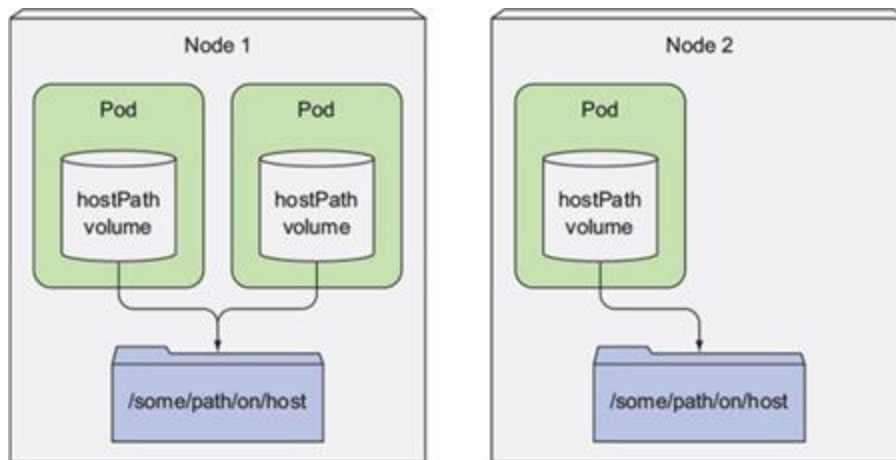 Node 1
Pod
hostPath
volume
Pod
hostPath
volume
/some/path/on/host
Node 2
Pod
hostPath
volume
/some/path/on/host